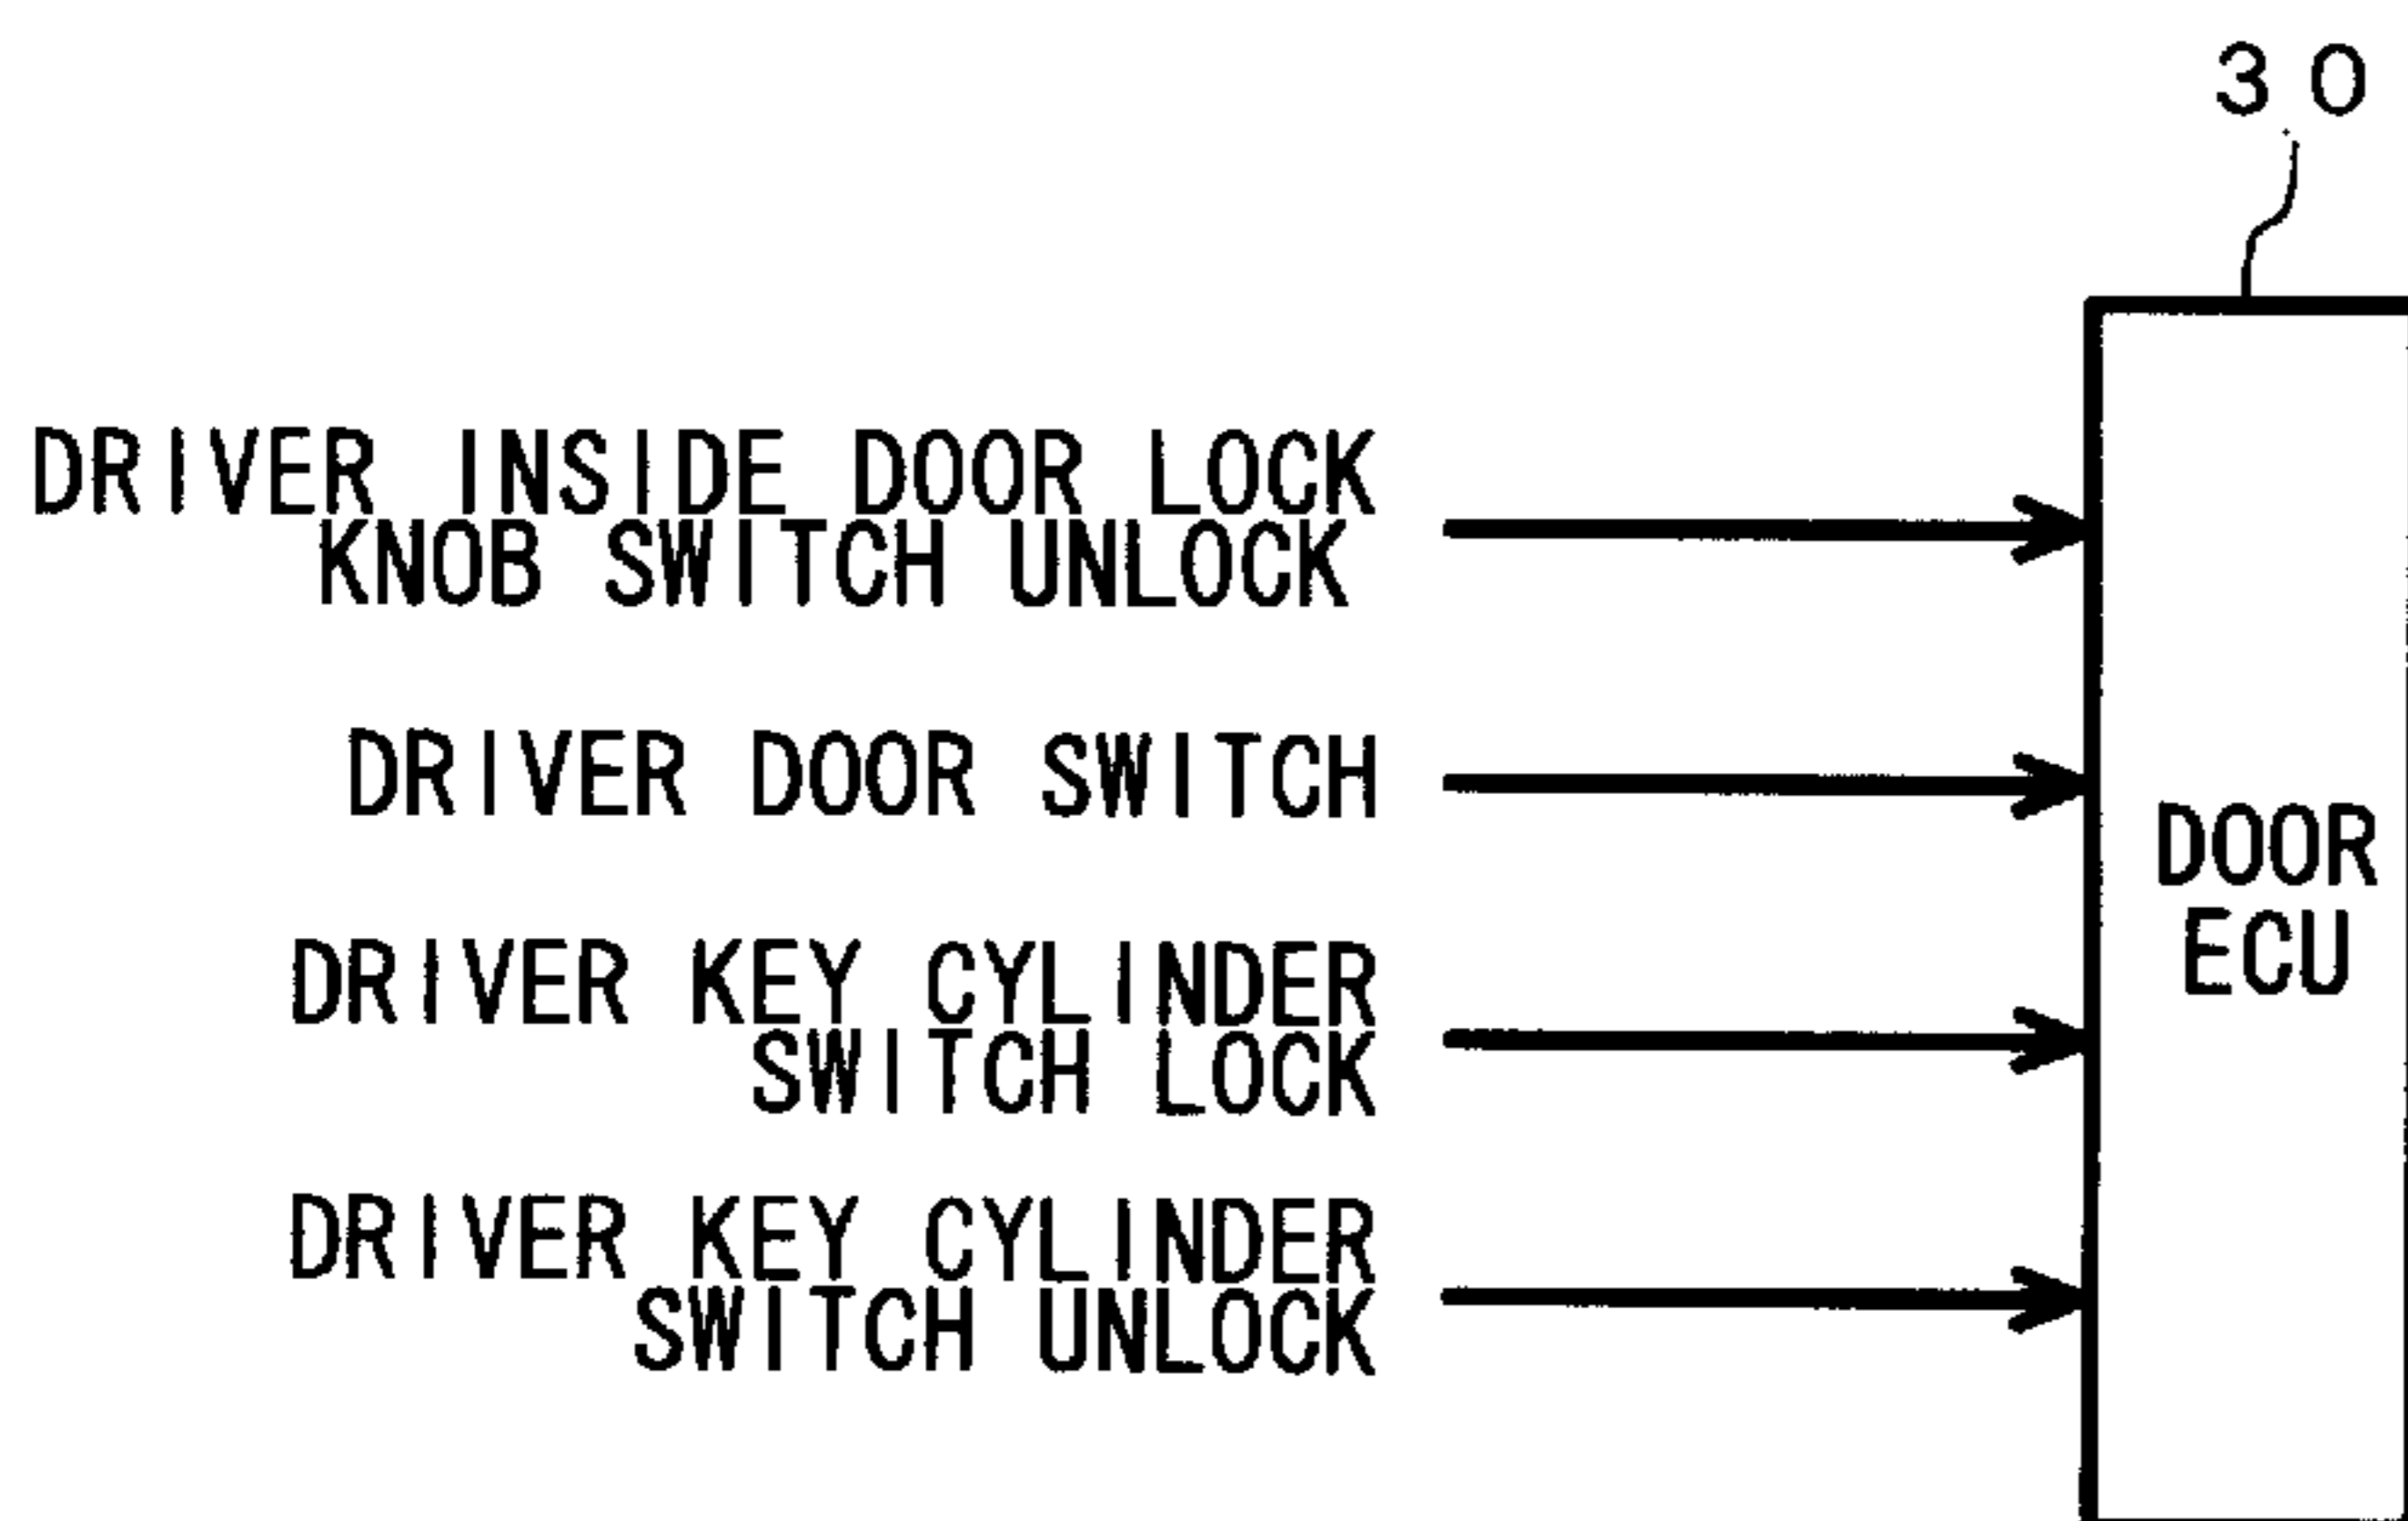 30
DRIVER INSIDE DOOR LOCK
KNOB SWITCH UNLOCK
DRIVER DOOR SWITCH
DOOR
ECU
DRIVER KEY CYLINDER
SWITCH LOCK
DRIVER KEY CYLINDER
SWITCH UNLOCK